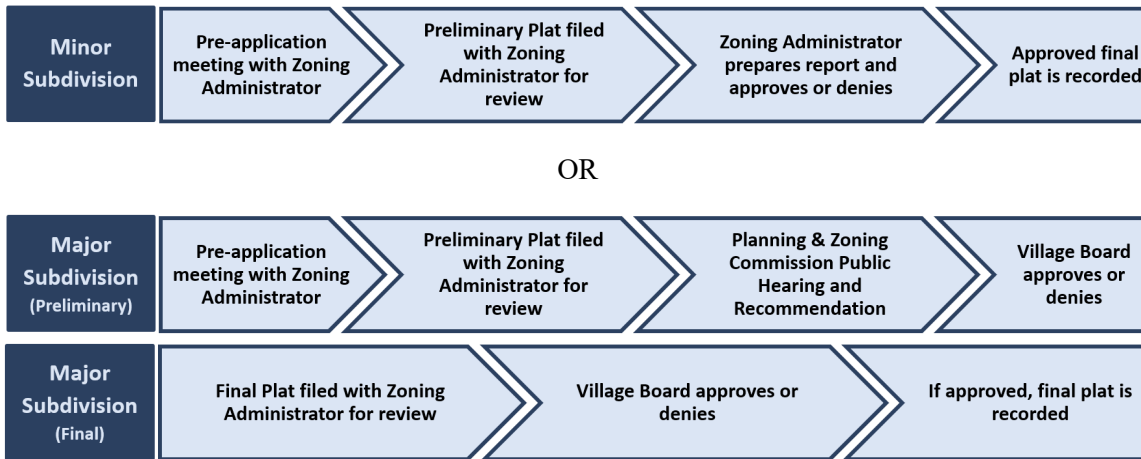 Minor
Subdivision
Pre-application
meeting with Zoning
Administrator
Preliminary Plat filed
with Zoning
Administrator for
review
Zoning Administrator
prepares report and
approves or denies
Approved final
plat is recorded
OR
Major
Subdivision
(Preliminary)
Pre-application
meeting with Zoning
Administrator
Preliminary Plat filed
with Zoning
Administrator for
review
Planning & Zoning
Commission Public
Hearing and
Recommendation
Village Board
approves or
denies
Major
Subdivision
(Final)
Final Plat filed with Zoning
Administrator for review
Village Board approves or
denies
If approved, final plat is
recorded